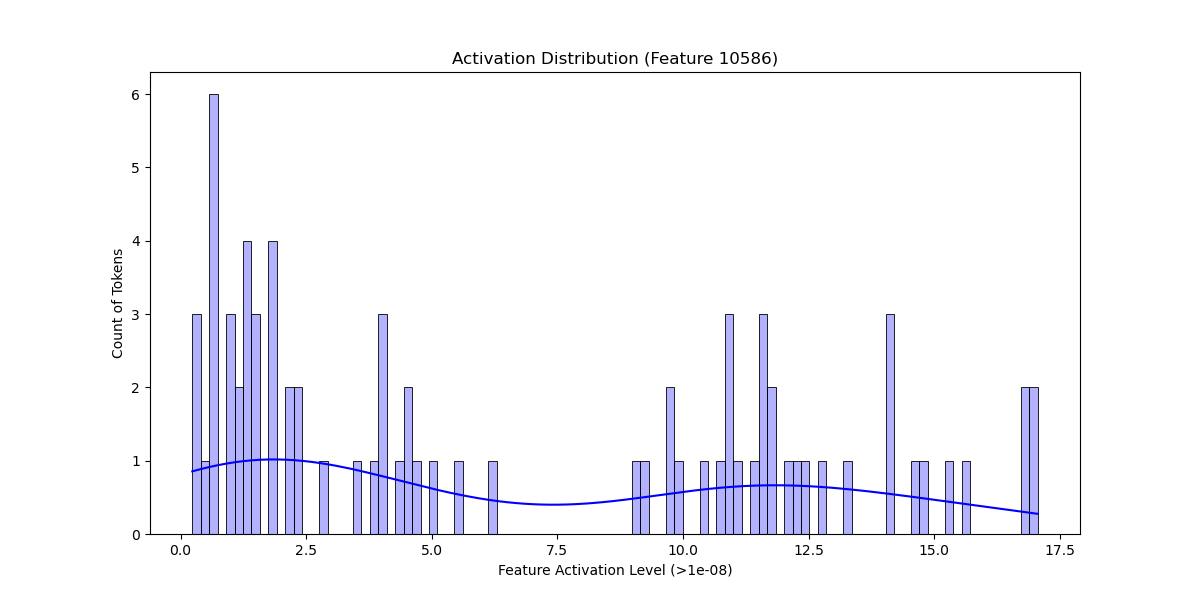 Activation Distribution (Feature 10586)
6
5
4
3
2
1
0
Count of Tokens
0.0 2.5 5.0 7.5 10.0 12.5 15.0 17.5
Feature Activation Level (>1e-08)